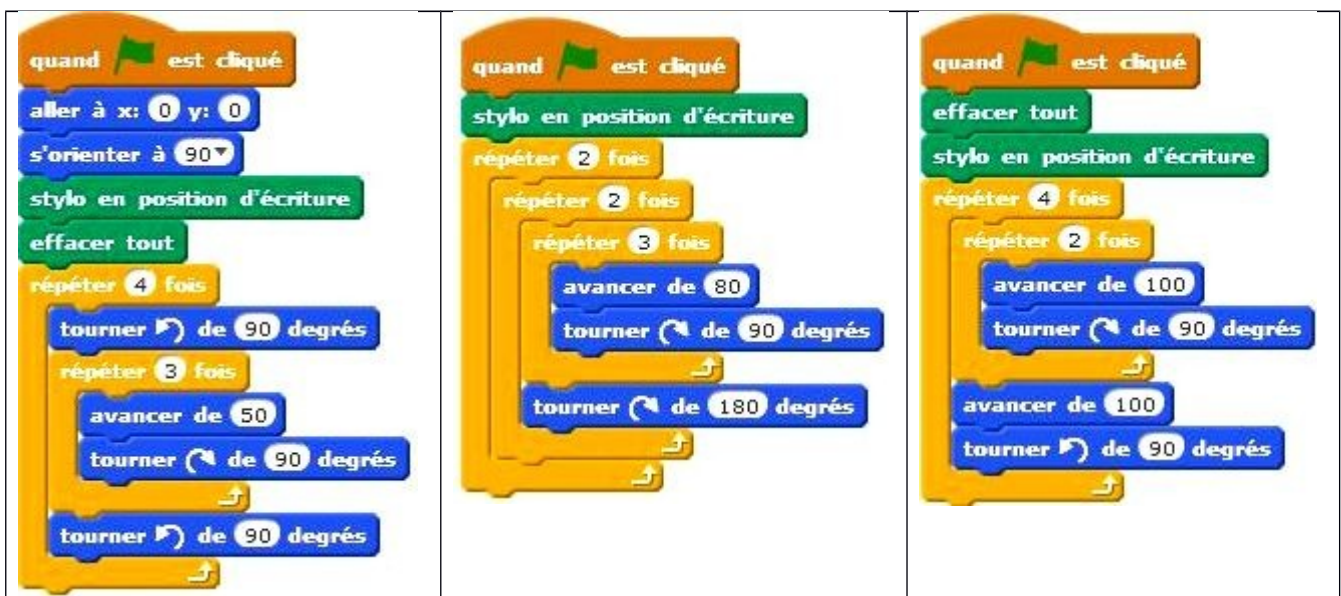 quand est cliqué
aller à x: 0 y: 0
s'orienter à 90
stylo en position d'écriture
effacer tout
répéter 4 fois
tourner de 90 degrés
répéter 3 fois
avancer de 50
tourner de 90 degrés
tourner de 90 degrés
quand est cliqué
stylo en position d'écriture
répéter 2 fois
répéter 2 fois
répéter 3 fois
avancer de 80
tourner de 90 degrés
tourner de 180 degrés
quand est cliqué
effacer tout
stylo en position d'écriture
répéter 4 fois
répéter 2 fois
avancer de 100
tourner de 90 degrés
avancer de 100
tourner de 90 degrés